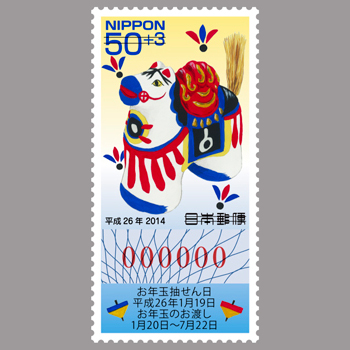 NIPPON
50+3
平成26年 2014
日本郵便
000000
お年玉抽せん日
平成26年1月19日
お年玉のお渡し
1月20日～7月22日